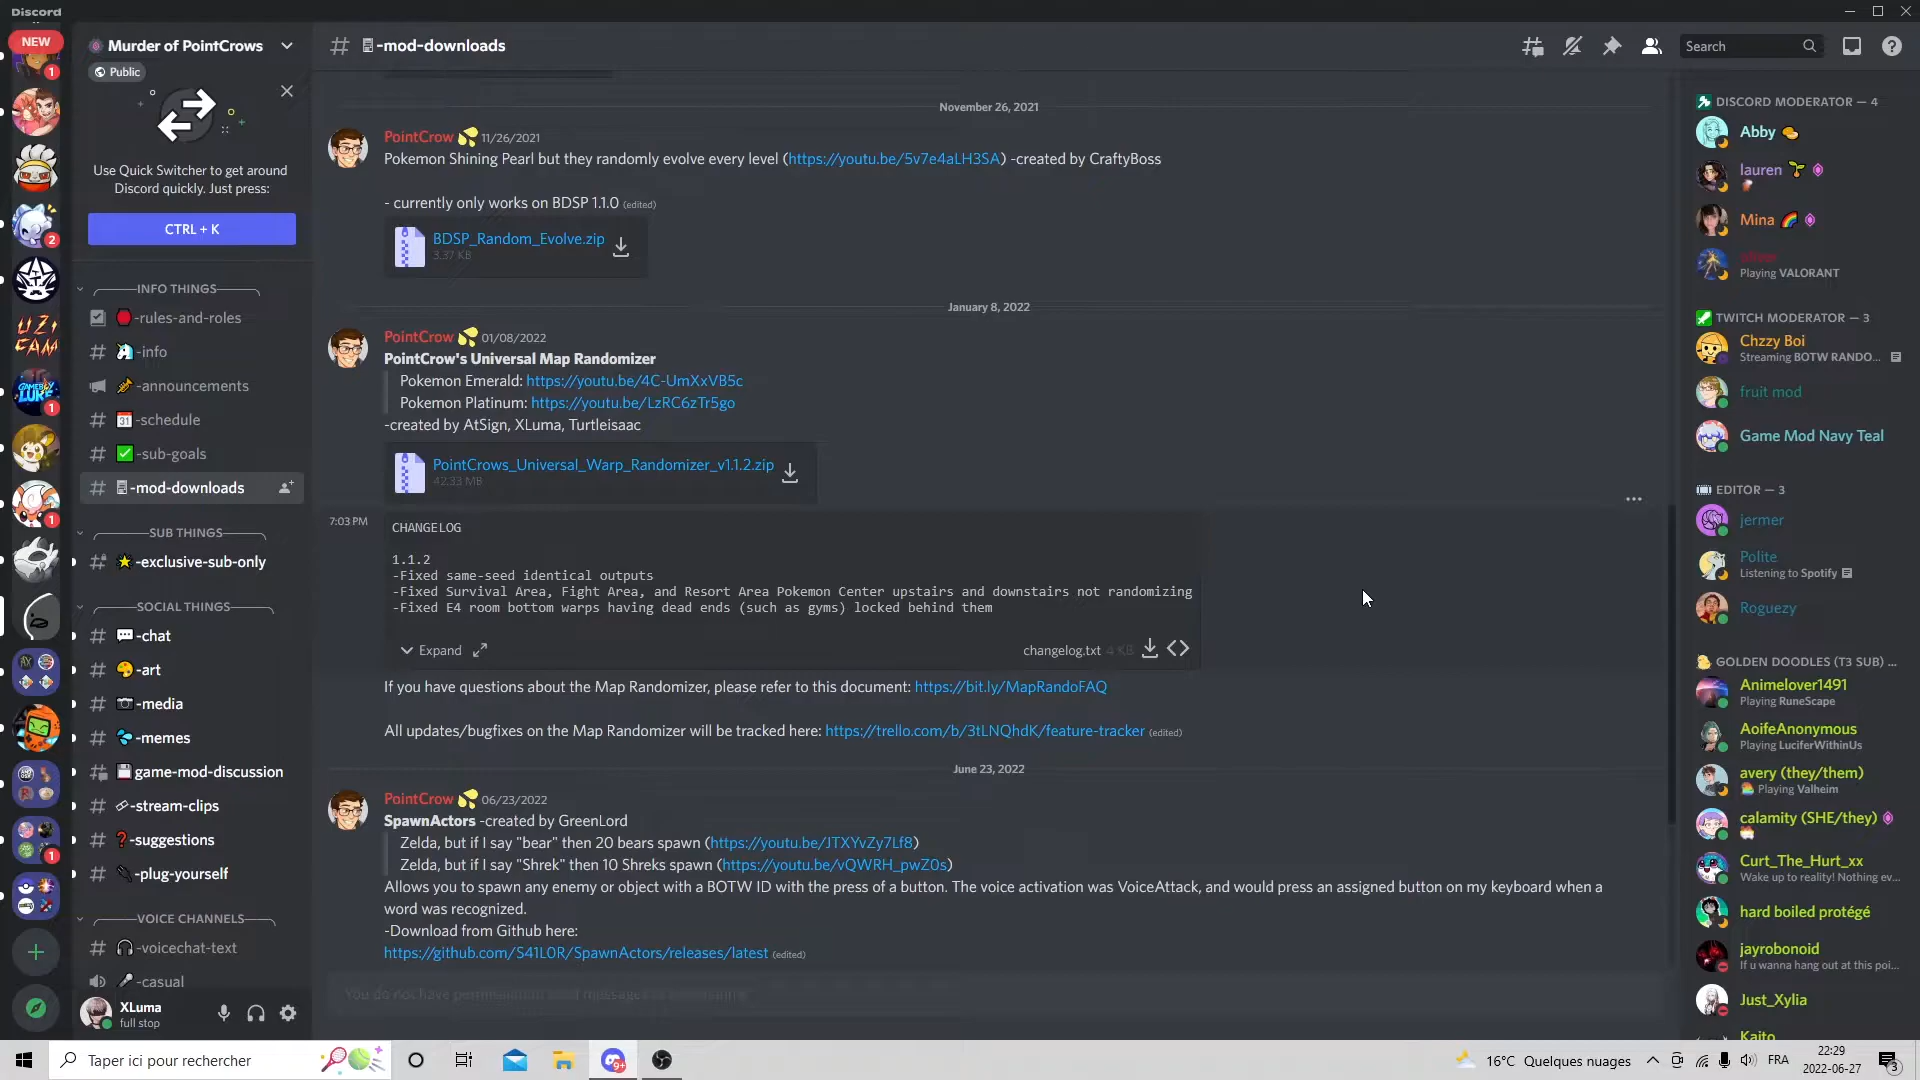 Discord
NEW
1
2
1
1
1
9+
Murder of PointCrows
Public
Use Quick Switcher to get around
Discord quickly. Just press:
CTRL + K
INFO THINGS
-rules-and-roles
-info
-announcements
-schedule
-sub-goals
-mod-downloads
SUB THINGS
-exclusive-sub-only
SOCIAL THINGS
-chat
-art
-media
-memes
game-mod-discussion
-stream-clips
-suggestions
-plug-yourself
VOICE CHANNELS
-voicechat-text
-casual
XLuma
full stop
-mod-downloads
Search
November 26, 2021
PointCrow 11/26/2021
Pokemon Shining Pearl but they randomly evolve every level (https://youtu.be/5v7e4aLH3SA) -created by CraftyBoss
- currently only works on BDSP 1.1.0 (edited)
BDSP_Random_Evolve.zip
3.37 KB
January 8, 2022
PointCrow 01/08/2022
PointCrow's Universal Map Randomizer
Pokemon Emerald: https://youtu.be/4C-UmXxVB5c
Pokemon Platinum: https://youtu.be/LzRC6zTr5go
-created by AtSign, XLuma, Turtleisaac
PointCrows_Universal_Warp_Randomizer_v1.1.2.zip
42.33 MB
7:03 PM
CHANGELOG
1.1.2
-Fixed same-seed identical outputs
-Fixed Survival Area, Fight Area, and Resort Area Pokemon Center upstairs and downstairs not randomizing
-Fixed E4 room bottom warps having dead ends (such as gyms) locked behind them
Expand
changelog.txt 4 KB
If you have questions about the Map Randomizer, please refer to this document: https://bit.ly/MapRandoFAQ
All updates/bugfixes on the Map Randomizer will be tracked here: https://trello.com/b/3tLNQhdK/feature-tracker (edited)
June 23, 2022
PointCrow 06/23/2022
SpawnActors -created by GreenLord
Zelda, but if I say "bear" then 20 bears spawn (https://youtu.be/JTXYvZy7Lf8)
Zelda, but if I say "Shrek" then 10 Shreks spawn (https://youtu.be/vQWRH_pwZ0s)
Allows you to spawn any enemy or object with a BOTW ID with the press of a button. The voice activation was VoiceAttack, and would press an assigned button on my keyboard when a
word was recognized.
-Download from Github here:
https://github.com/S41L0R/SpawnActors/releases/latest (edited)
DISCORD MODERATOR — 4
Abby
lauren
Mina
Playing VALORANT
TWITCH MODERATOR — 3
Chzzy Boi
Streaming BOTW RANDO...
fruit mod
Game Mod Navy Teal
EDITOR — 3
jermer
Polite
Listening to Spotify
Roguezy
GOLDEN DOODLES (T3 SUB) ...
Animelover1491
Playing RuneScape
AoifeAnonymous
Playing LuciferWithinUs
avery (they/them)
Playing Valheim
calamity (SHE/they)
Curt_The_Hurt_xx
Wake up to reality! Nothing ev...
hard boiled protégé
jayrobonoid
If u wanna hang out at this poi...
Just_Xylia
Kaito
Taper ici pour rechercher
16°C Quelques nuages
FRA
22:29
2022-06-27
3